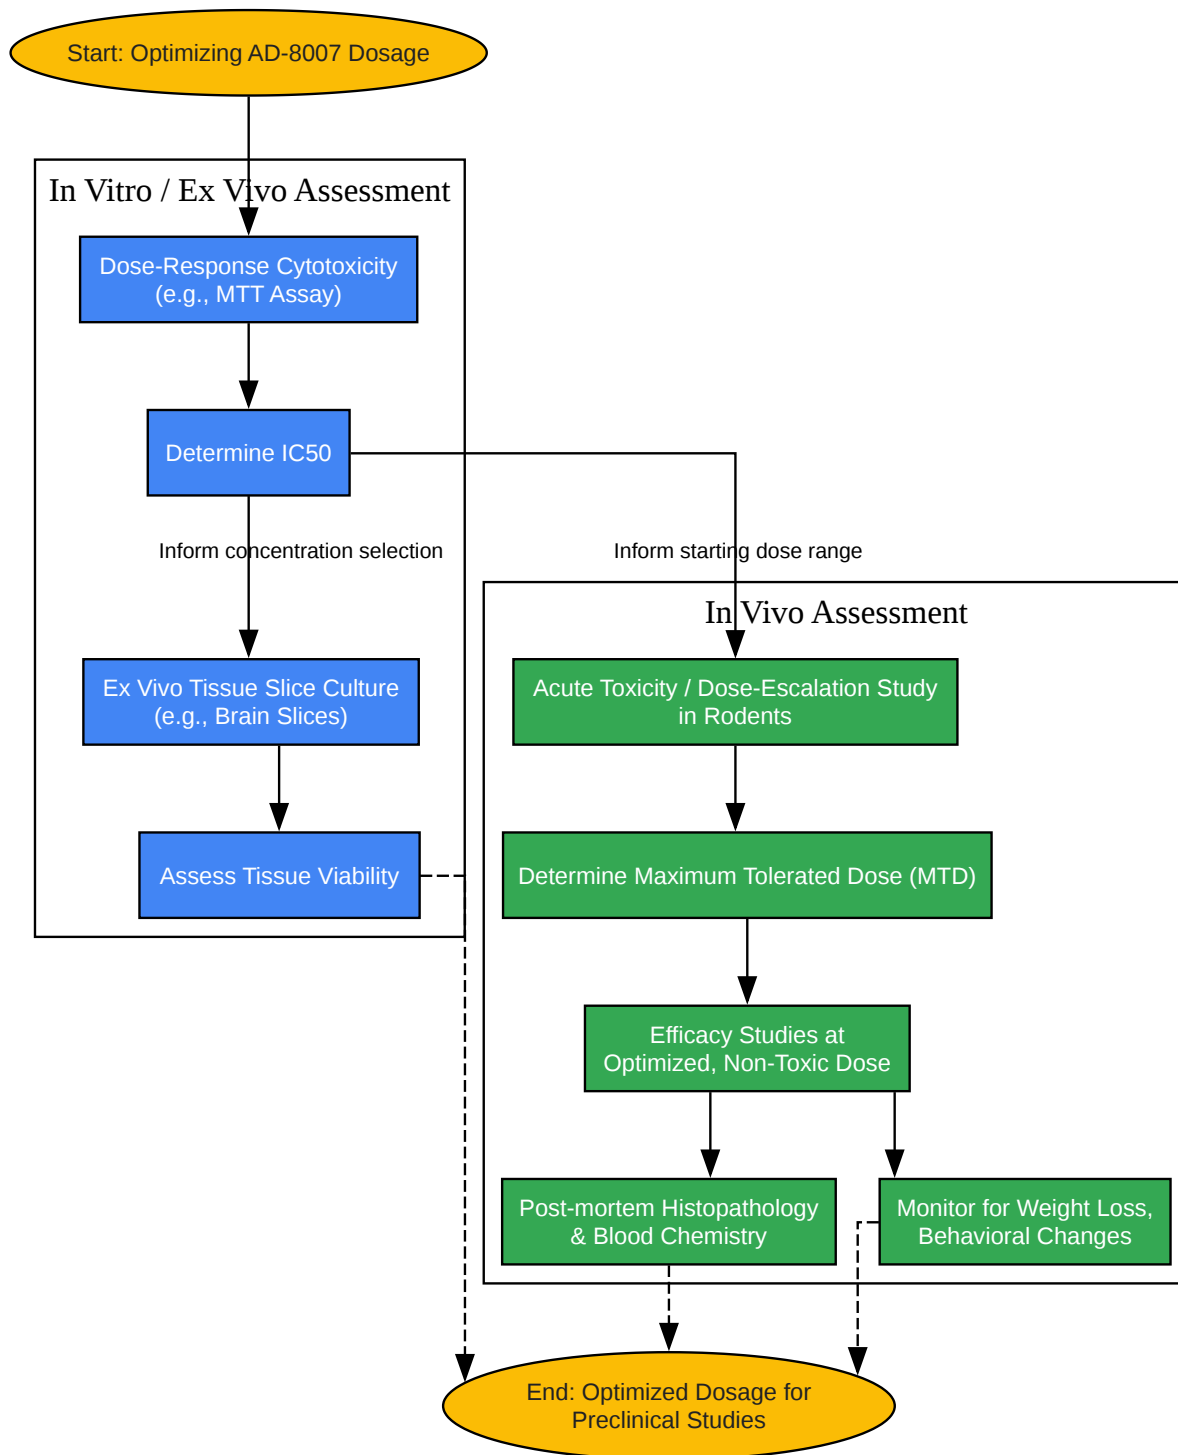 Start: Optimizing AD-8007 Dosage
In Vitro / Ex Vivo Assessment
Dose-Response Cytotoxicity
(e.g., MTT Assay)
Determine IC50
Inform concentration selection
Inform starting dose range
Ex Vivo Tissue Slice Culture
(e.g., Brain Slices)
Assess Tissue Viability
In Vivo Assessment
Acute Toxicity / Dose-Escalation Study
in Rodents
Determine Maximum Tolerated Dose (MTD)
Efficacy Studies at
Optimized, Non-Toxic Dose
Post-mortem Histopathology
& Blood Chemistry
Monitor for Weight Loss,
Behavioral Changes
End: Optimized Dosage for
Preclinical Studies